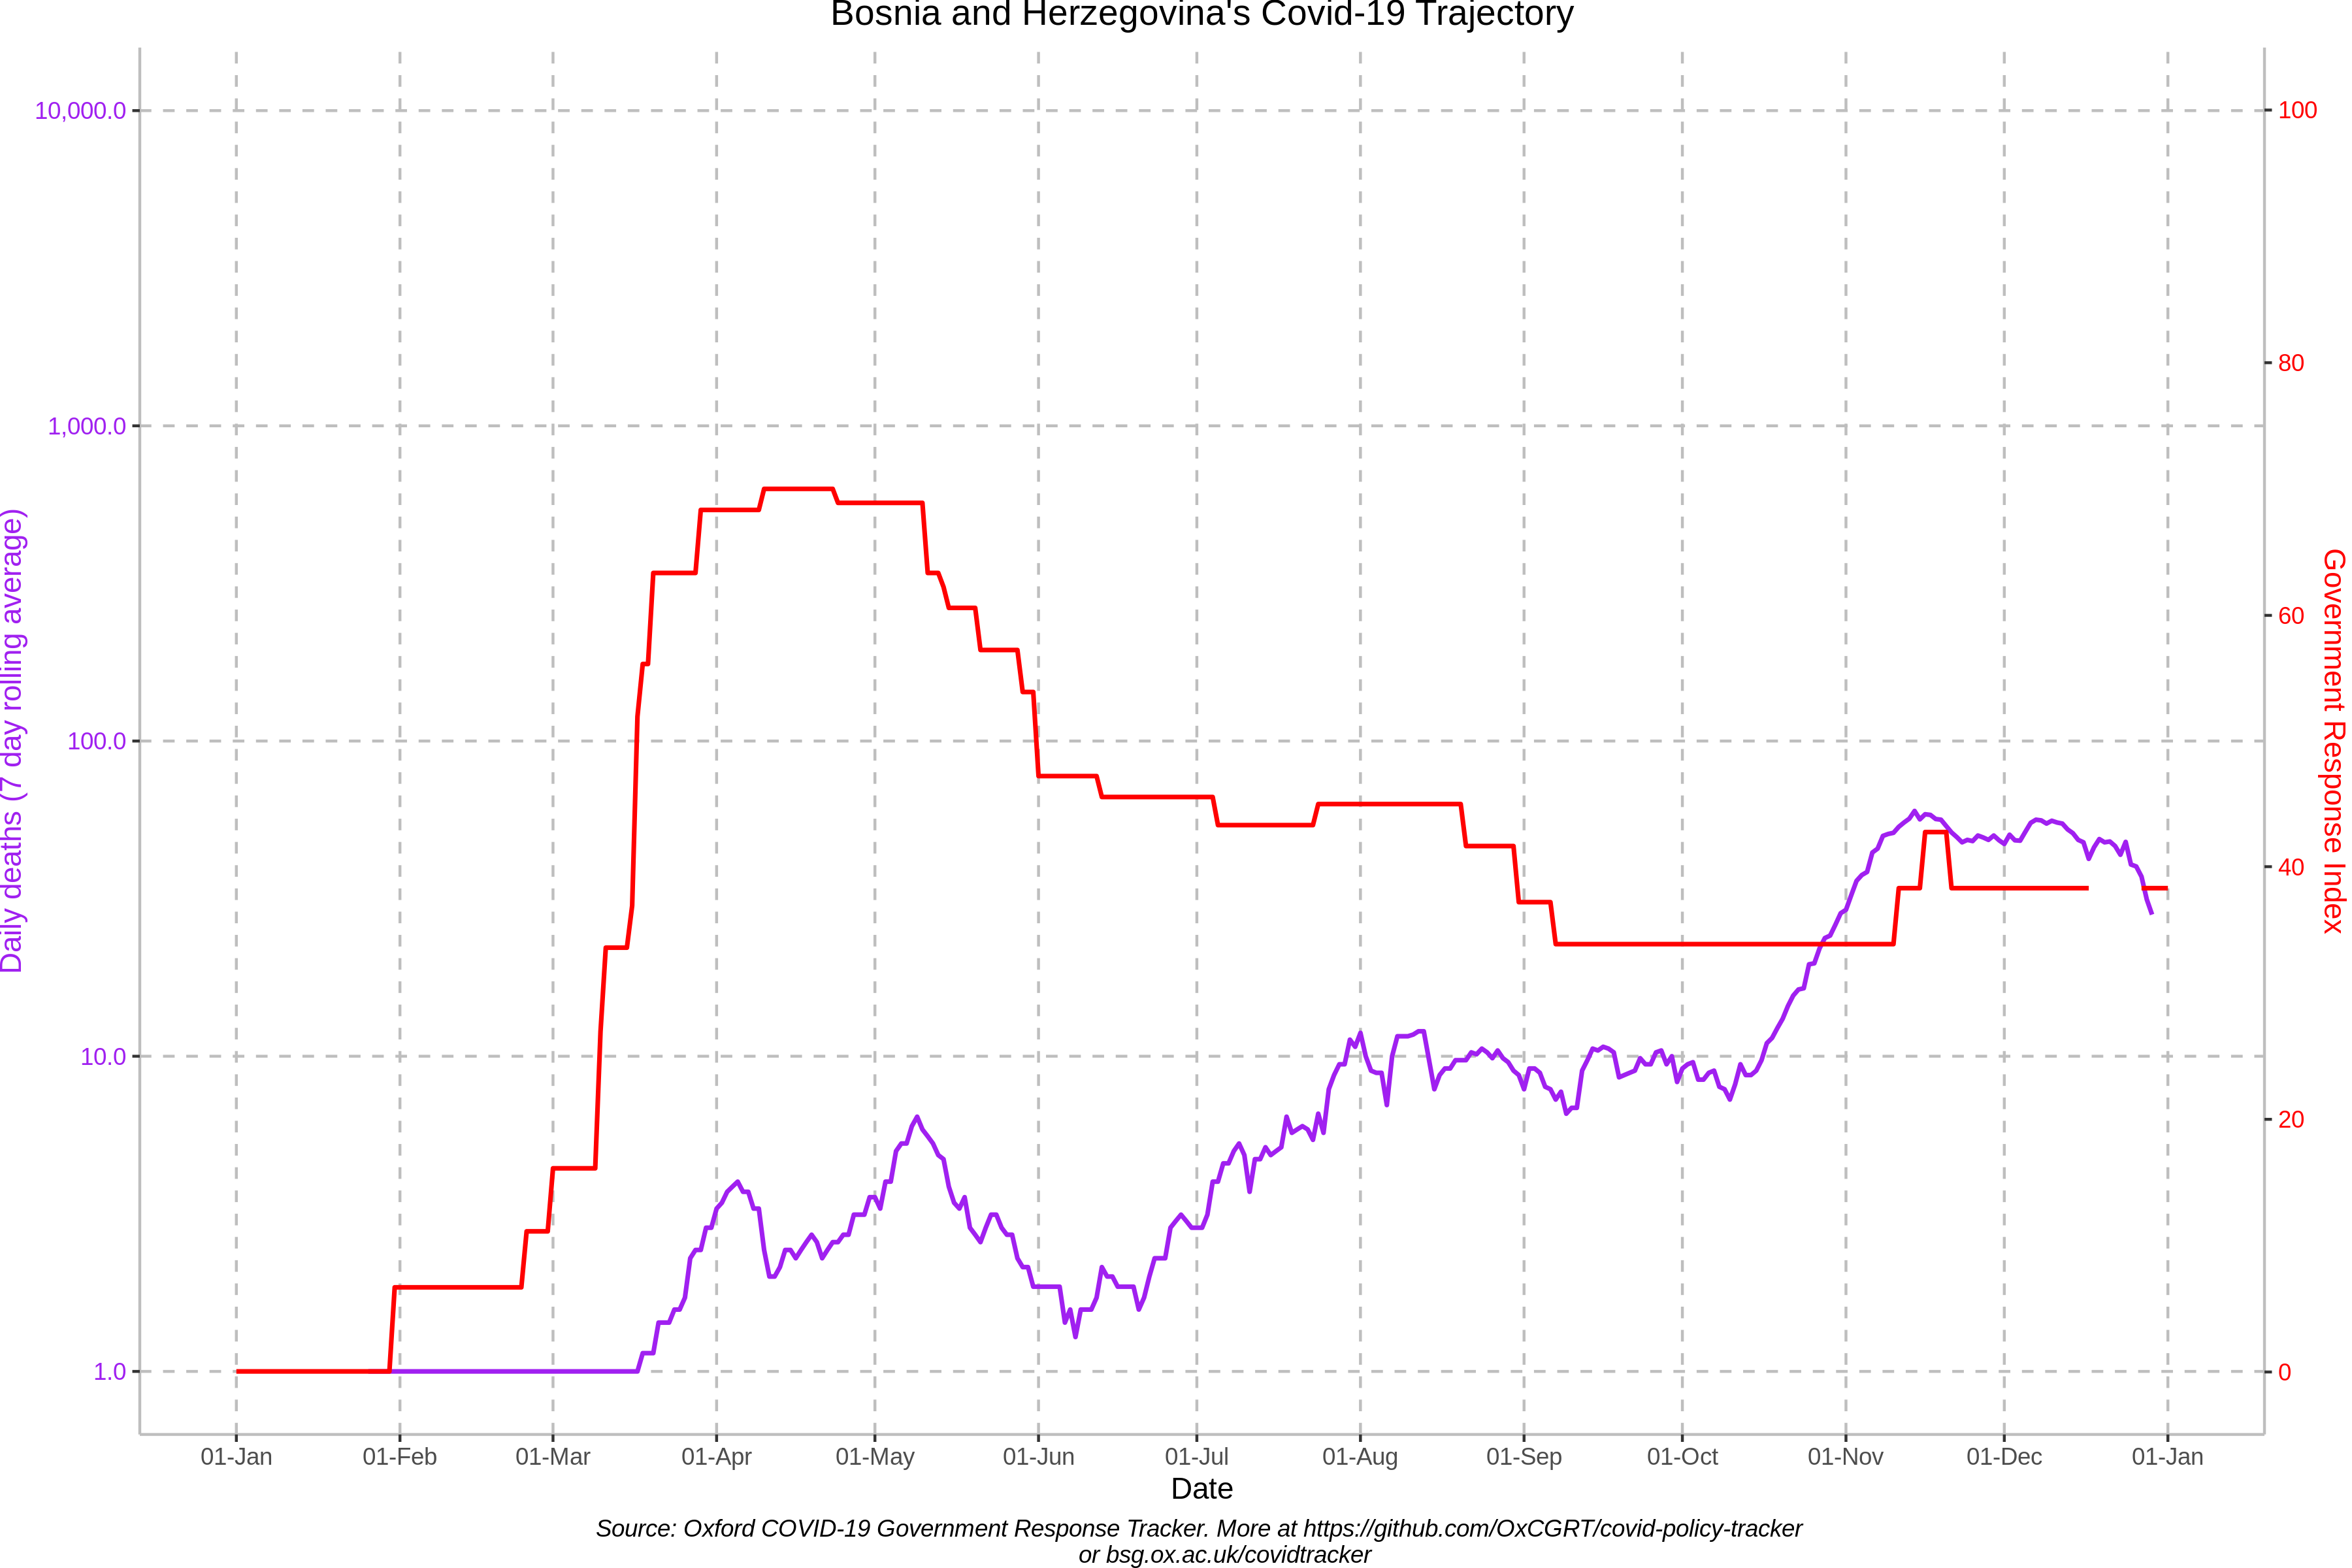 Bosnia and Herzegovina's Covid-19 Trajectory
Daily deaths (7 day rolling average)
10,000.0
1,000.0
100.0
10.0
1.0
100
80
60
40
20
0
Government Response Index
01-Jan
01-Feb
01-Mar
01-Apr
01-May
01-Jun
01-Jul
01-Aug
01-Sep
01-Oct
01-Nov
01-Dec
01-Jan
Date
Source: Oxford COVID-19 Government Response Tracker. More at https://github.com/OxCGRT/covid-policy-tracker
or bsg.ox.ac.uk/covidtracker